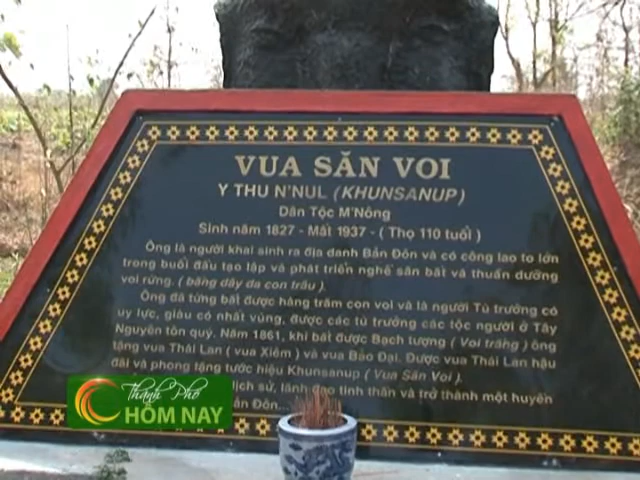 VUA SĂN VOI
Y THU N'NUL (KHUNSANUP)
Dân Tộc M'Nông
Sinh năm 1827 - Mất 1937 - ( Thọ 110 tuổi )
Ông là người khai sinh ra địa danh Bản Đôn và có công lao to lớn
trong buổi đầu tạo lập và phát triển nghề săn bắt và thuần dưỡng
voi rừng. ( bằng dây da con trâu ).
Ông đã từng bắt được hàng trăm con voi và là người Tù trưởng có
uy lực, giàu có nhất vùng, được các tù trưởng các tộc người ở Tây
Nguyên tôn quý. Năm 1861, khi bắt được Bạch tượng ( Voi trắng ) ông
tặng vua Thái Lan ( vua Xiêm ) và vua Bảo Đại. Được vua Thái Lan hậu
đãi và phong tặng tước hiệu Khunsanup (Vua Săn Voi ).
lịch sử, lãnh đạo tinh thần và trở thành một huyền
Đôn...
Thành Phố
HÔM NAY